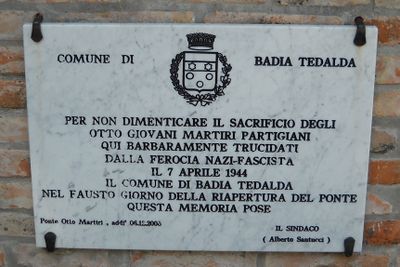 COMUNE DI BADIA TEDALDA
PER NON DIMENTICARE IL SACRIFICIO DEGLI
OTTO GIOVANI MARTIRI PARTIGIANI
QUI BARBARAMENTE TRUCIDATI
DALLA FEROCIA NAZI-FASCISTA
IL 7 APRILE 1944
IL COMUNE DI BADIA TEDALDA
NEL FAUSTO GIORNO DELLA RIAPERTURA DEL PONTE
QUESTA MEMORIA POSE
Ponte Otto Martiri , addi'
IL SINDACO
( Alberto Santucci )